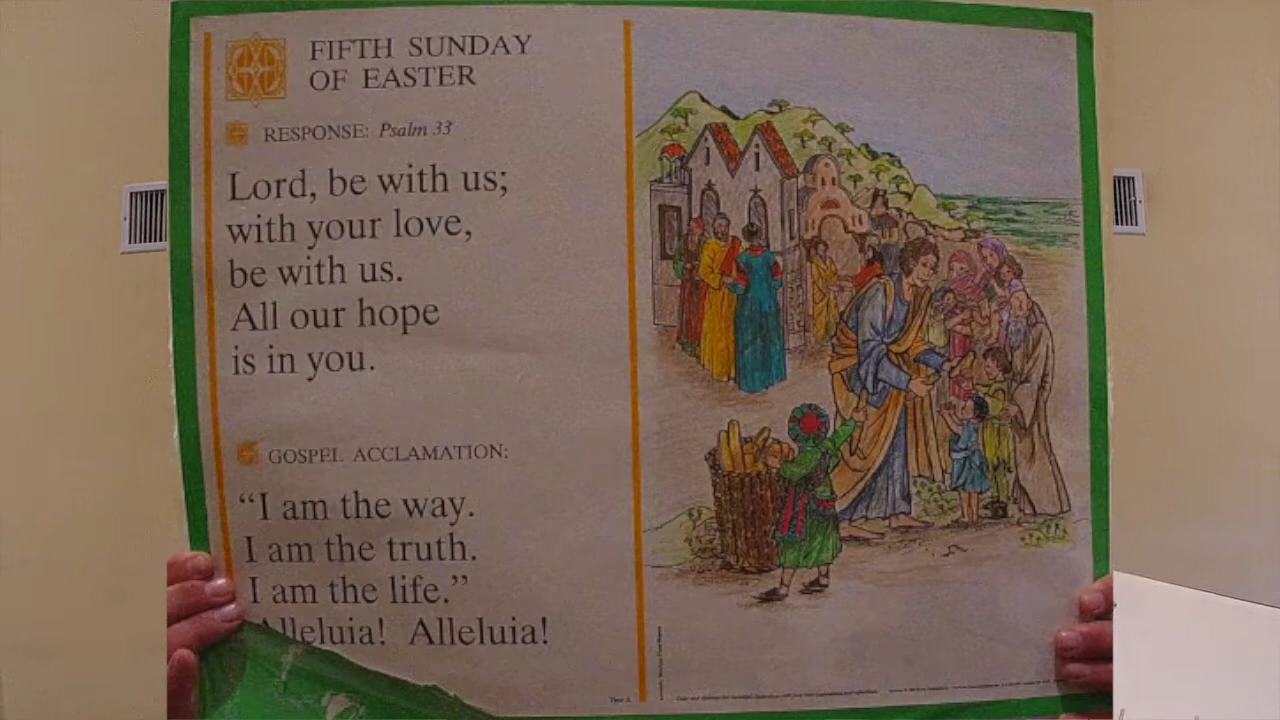 FIFTH SUNDAY
OF EASTER
RESPONSE: Psalm 33
Lord, be with us;
with your love,
be with us.
All our hope
is in you.
GOSPEL ACCLAMATION:
“I am the way.
I am the truth.
I am the life.”
Alleluia! Alleluia!
Year A